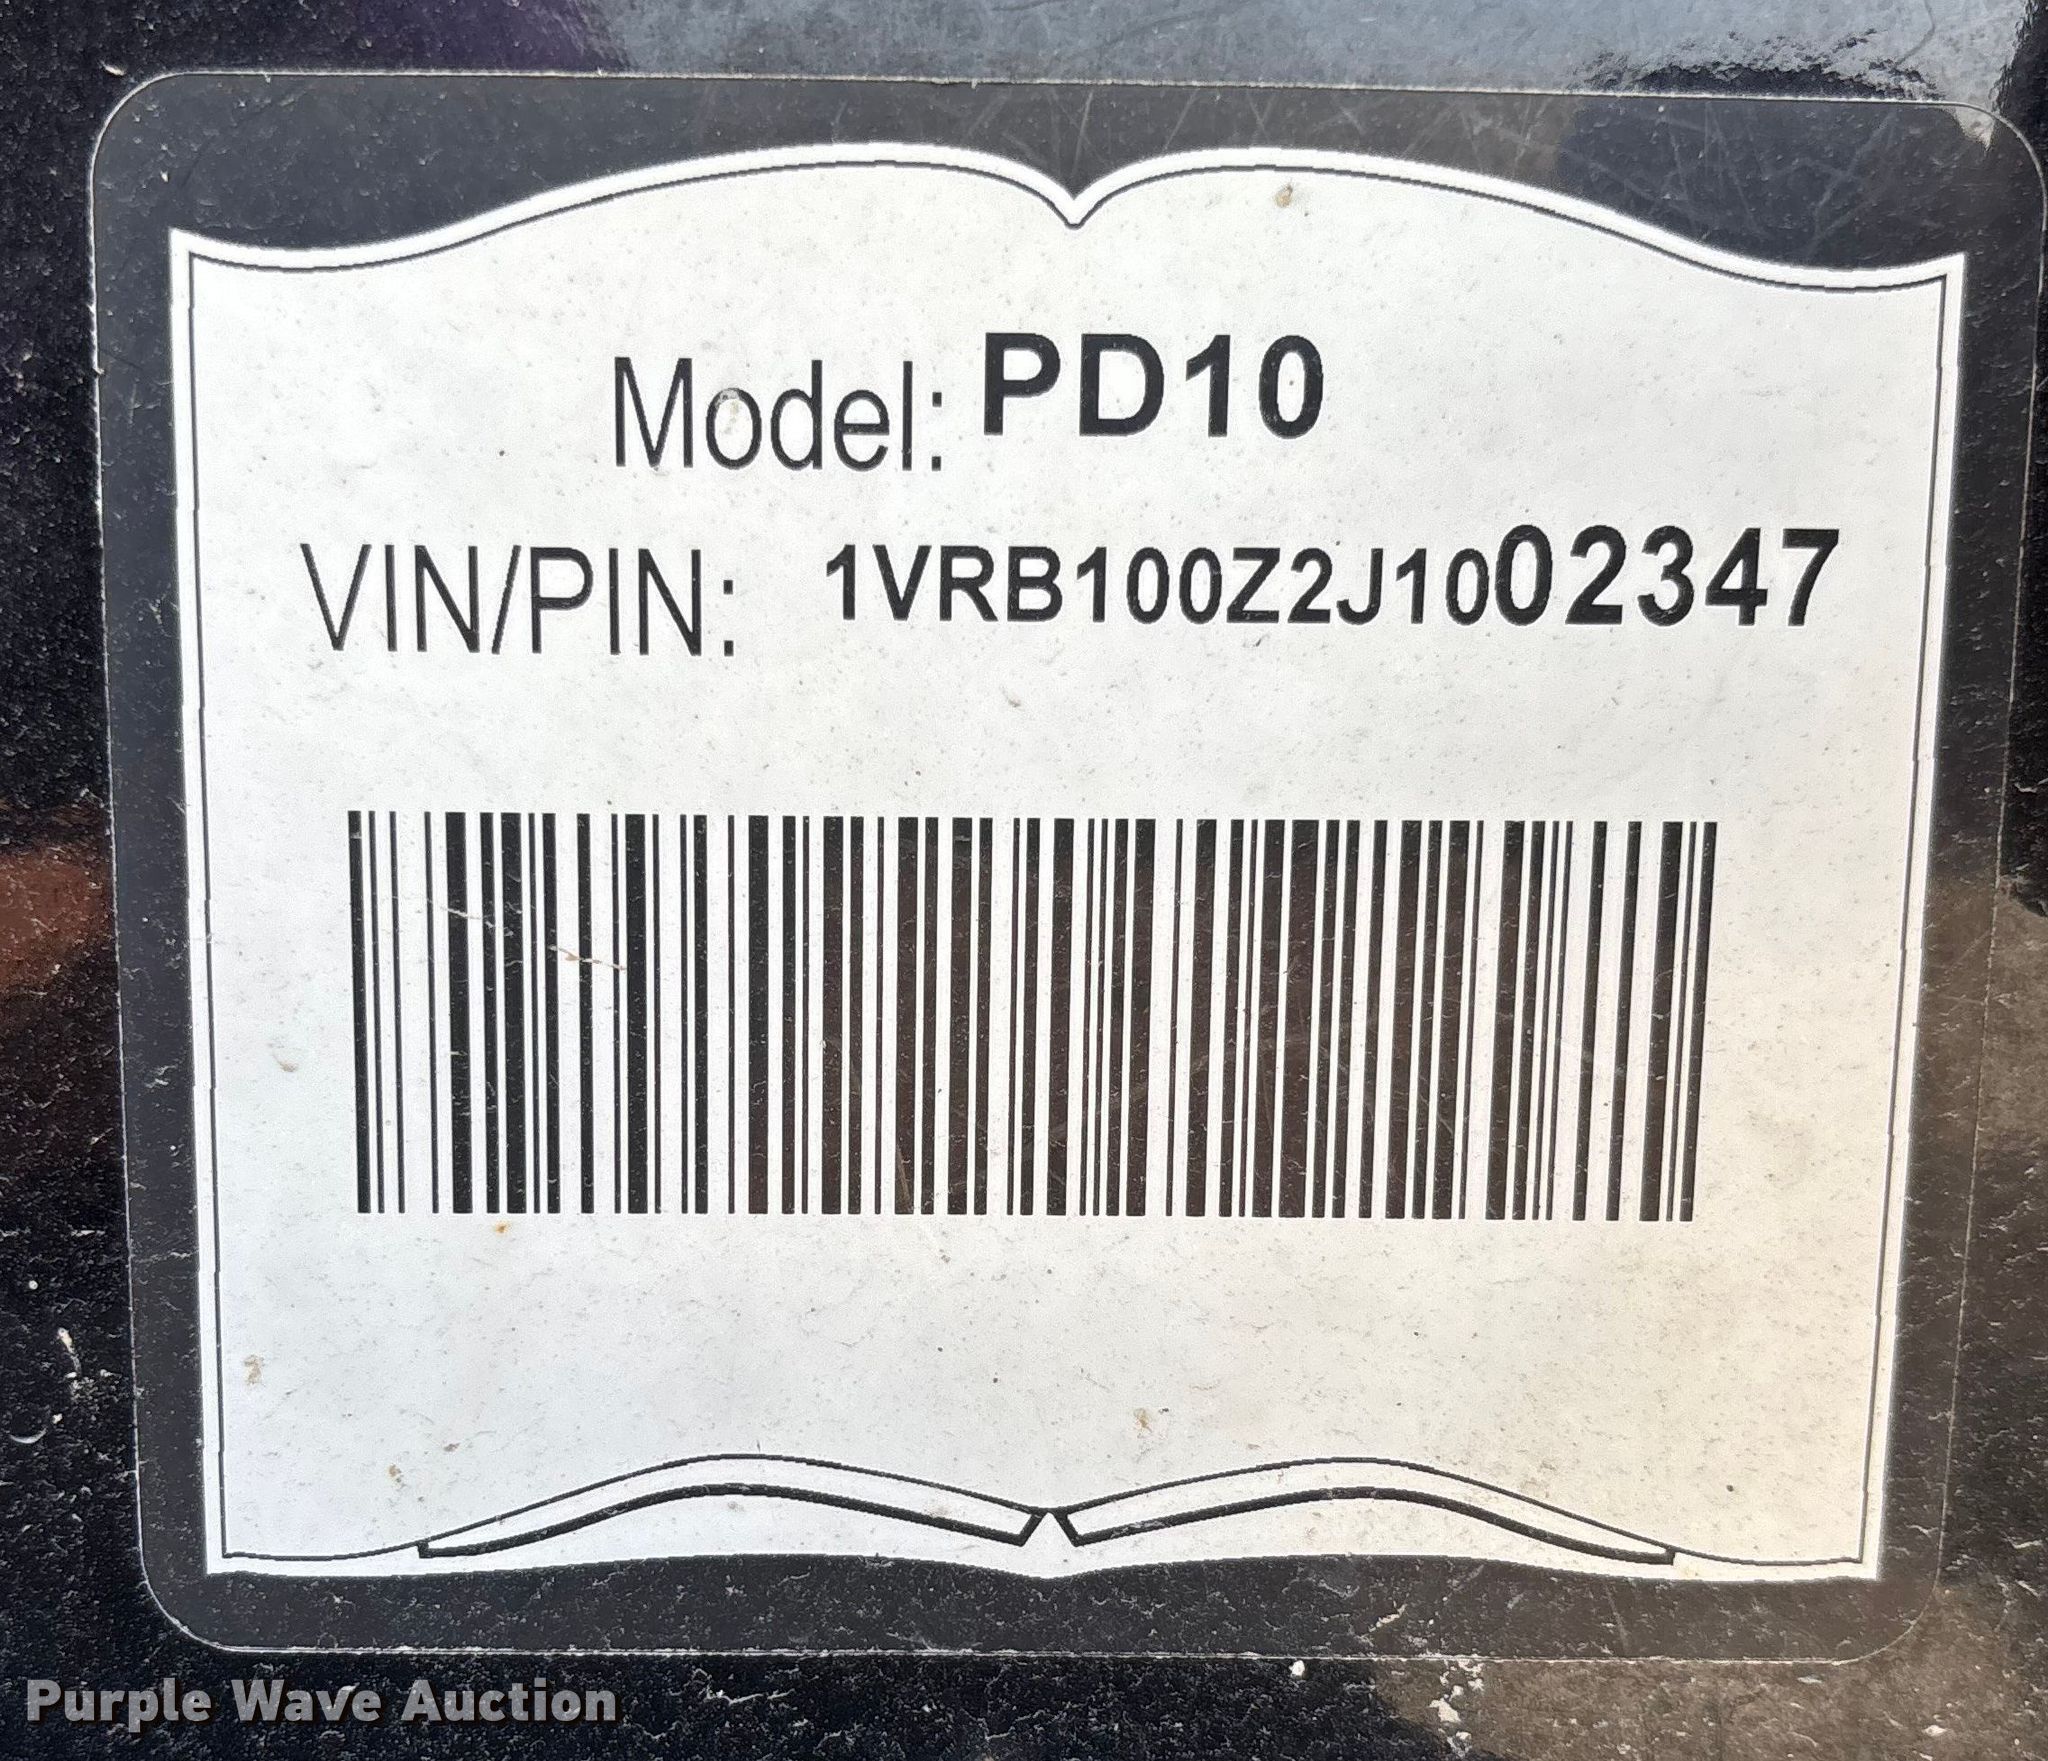 Model: PD10
VIN/PIN: 1VRB100Z2J1002347
Purple Wave Auction